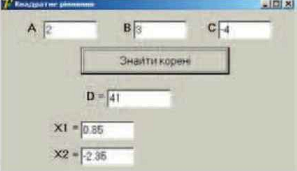 Квадратне рівняння
A 2 B 3 C -4
Знайти корені
D = 41
X1 = 0.85
X2 = -2.35